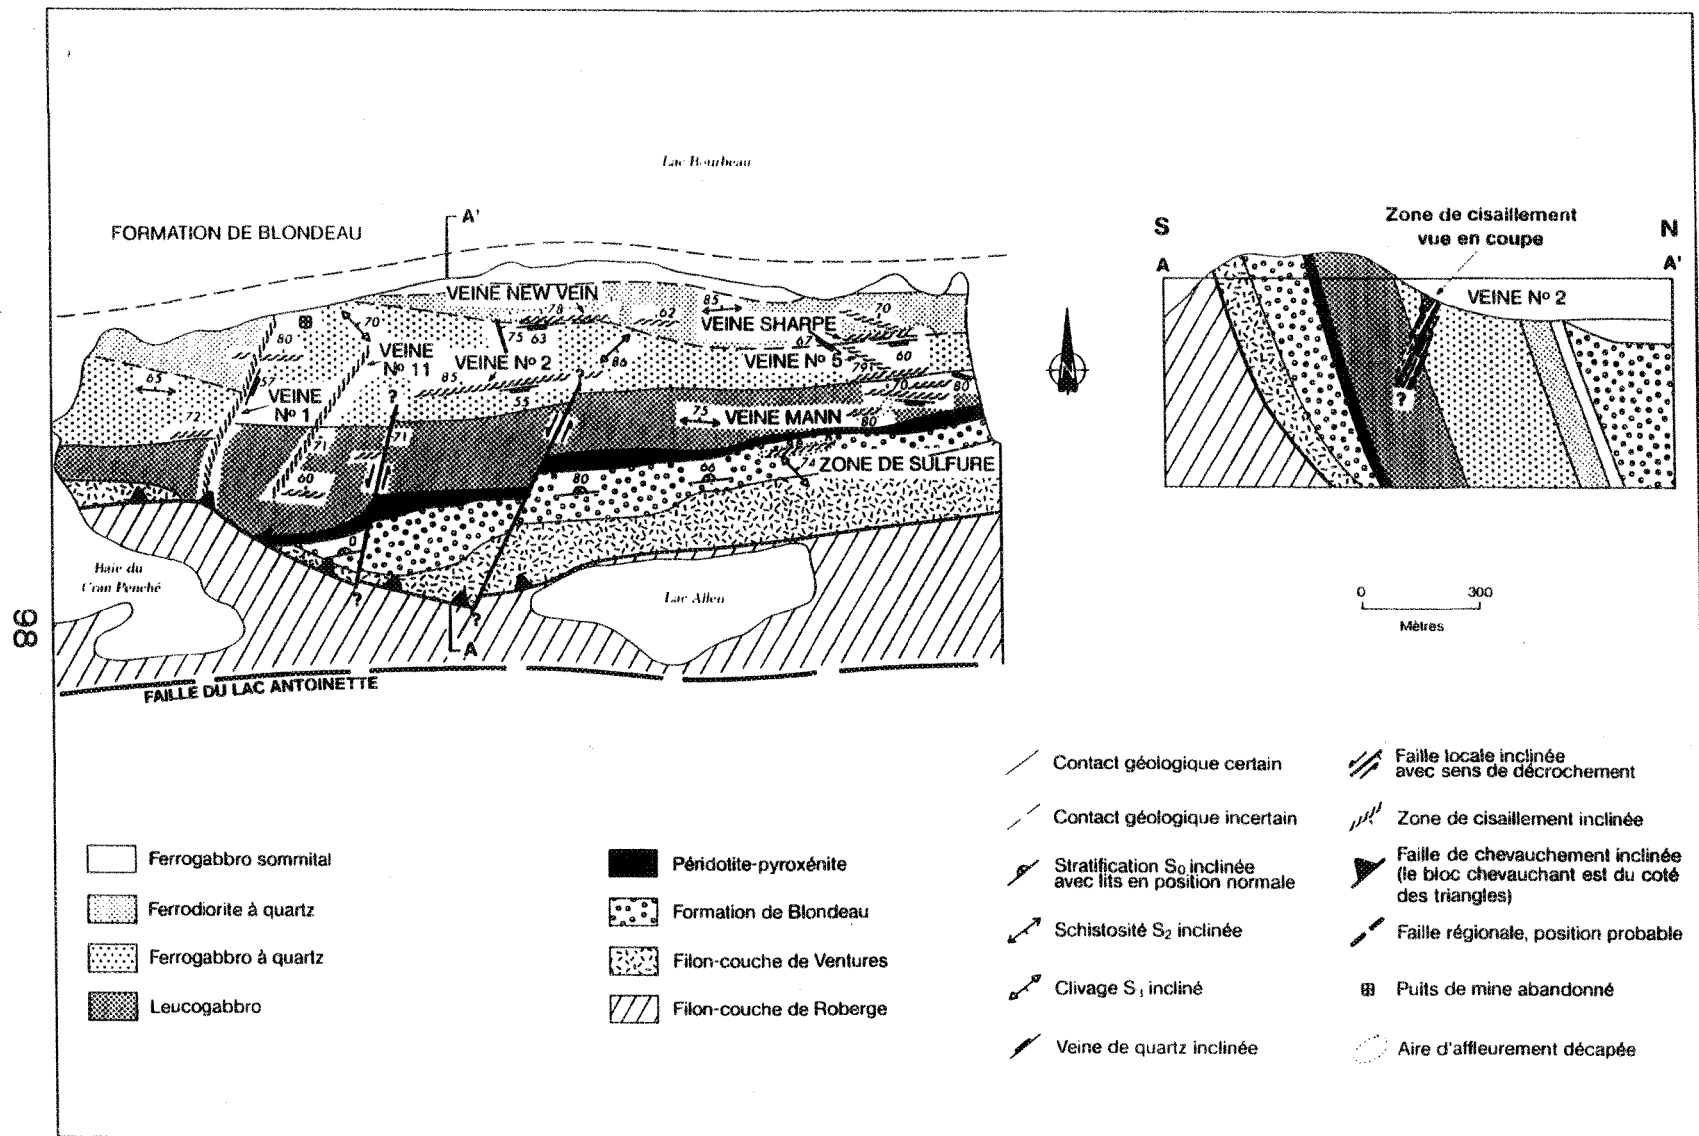 Lac Bourbeau
FORMATION DE BLONDEAU
A'
VEINE NEW VEIN
78
62
85
70
VEINE SHARPE
80
70
75
63
67
VEINE
Nº 11
VEINE Nº 2
86
VEINE Nº 5
60
79
65
57
85
?
?
70
80
VEINE
Nº 1
55
72
71
71
75
VEINE MANN
80
60
80
66
74
ZONE DE SULFURE
Baie du
Cran Penché
?
?
Lac Allen
A
FAILLE DU LAC ANTOINETTE
98
Zone de cisaillement
vue en coupe
S
N
A
A'
VEINE Nº 2
?
0
300
Mètres
Ferrogabbro sommital
Ferrodiorite à quartz
Ferrogabbro à quartz
Leucogabbro
Péridotite-pyroxénite
Formation de Blondeau
Filon-couche de Ventures
Filon-couche de Roberge
Contact géologique certain
Contact géologique incertain
Stratification S₀ inclinée
avec lits en position normale
Schistosité S₂ inclinée
Clivage S₁ incliné
Veine de quartz inclinée
Faille locale inclinée
avec sens de décrochement
Zone de cisaillement inclinée
Faille de chevauchement inclinée
(le bloc chevauchant est du coté
des triangles)
Faille régionale, position probable
Puits de mine abandonné
Aire d'affleurement décapée